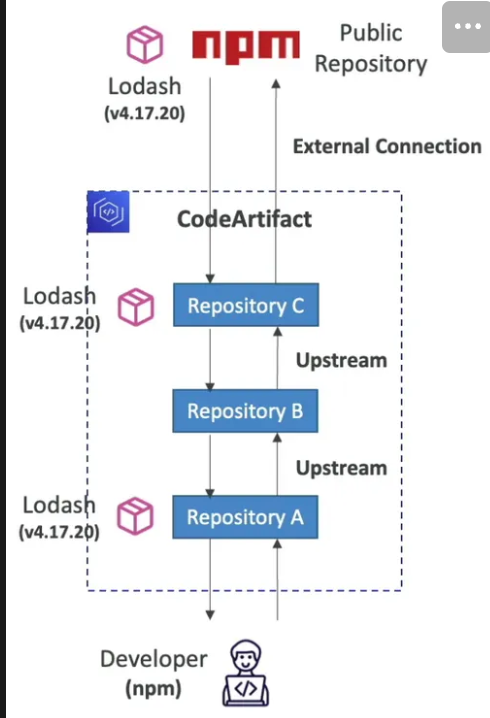 npm
Public
Repository
Lodash
(v4.17.20)
External Connection
CodeArtifact
Lodash
(v4.17.20)
Repository C
Upstream
Repository B
Upstream
Lodash
(v4.17.20)
Repository A
Developer
(npm)